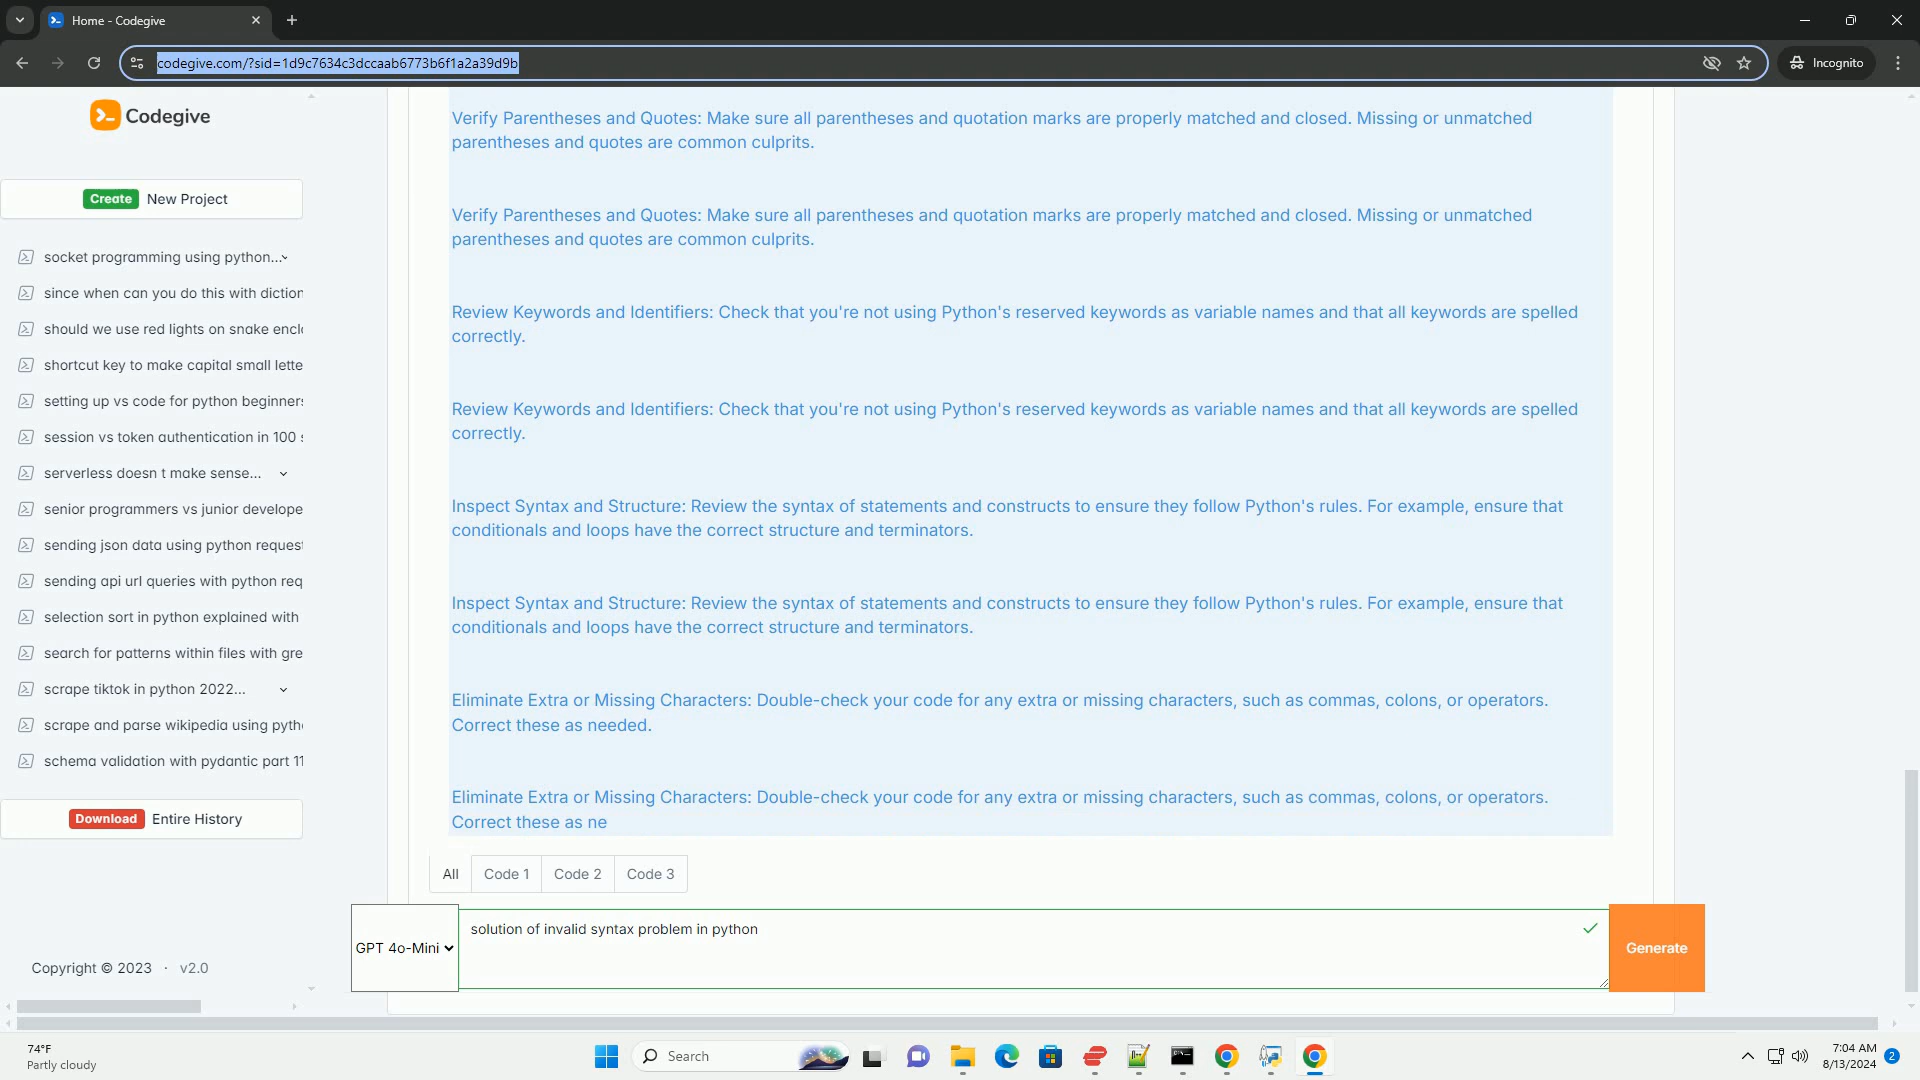 Home - Codegive
codegive.com/?sid=1d9c7634c3dccaab6773b6f1a2a39d9b
Incognito
Codegive
Create New Project
socket programming using python...
since when can you do this with diction
should we use red lights on snake encl
shortcut key to make capital small lette
setting up vs code for python beginners
session vs token authentication in 100 s
serverless doesn t make sense...
senior programmers vs junior develope
sending json data using python request
sending api url queries with python req
selection sort in python explained with
search for patterns within files with gre
scrape tiktok in python 2022...
scrape and parse wikipedia using pyth
schema validation with pydantic part 11
Download Entire History
Copyright © 2023 · v2.0
Verify Parentheses and Quotes: Make sure all parentheses and quotation marks are properly matched and closed. Missing or unmatched
parentheses and quotes are common culprits.
Verify Parentheses and Quotes: Make sure all parentheses and quotation marks are properly matched and closed. Missing or unmatched
parentheses and quotes are common culprits.
Review Keywords and Identifiers: Check that you're not using Python's reserved keywords as variable names and that all keywords are spelled
correctly.
Review Keywords and Identifiers: Check that you're not using Python's reserved keywords as variable names and that all keywords are spelled
correctly.
Inspect Syntax and Structure: Review the syntax of statements and constructs to ensure they follow Python's rules. For example, ensure that
conditionals and loops have the correct structure and terminators.
Inspect Syntax and Structure: Review the syntax of statements and constructs to ensure they follow Python's rules. For example, ensure that
conditionals and loops have the correct structure and terminators.
Eliminate Extra or Missing Characters: Double-check your code for any extra or missing characters, such as commas, colons, or operators.
Correct these as needed.
Eliminate Extra or Missing Characters: Double-check your code for any extra or missing characters, such as commas, colons, or operators.
Correct these as ne
All Code 1 Code 2 Code 3
GPT 4o-Mini
solution of invalid syntax problem in python
Generate
74°F
Partly cloudy
Search
7:04 AM
8/13/2024
2